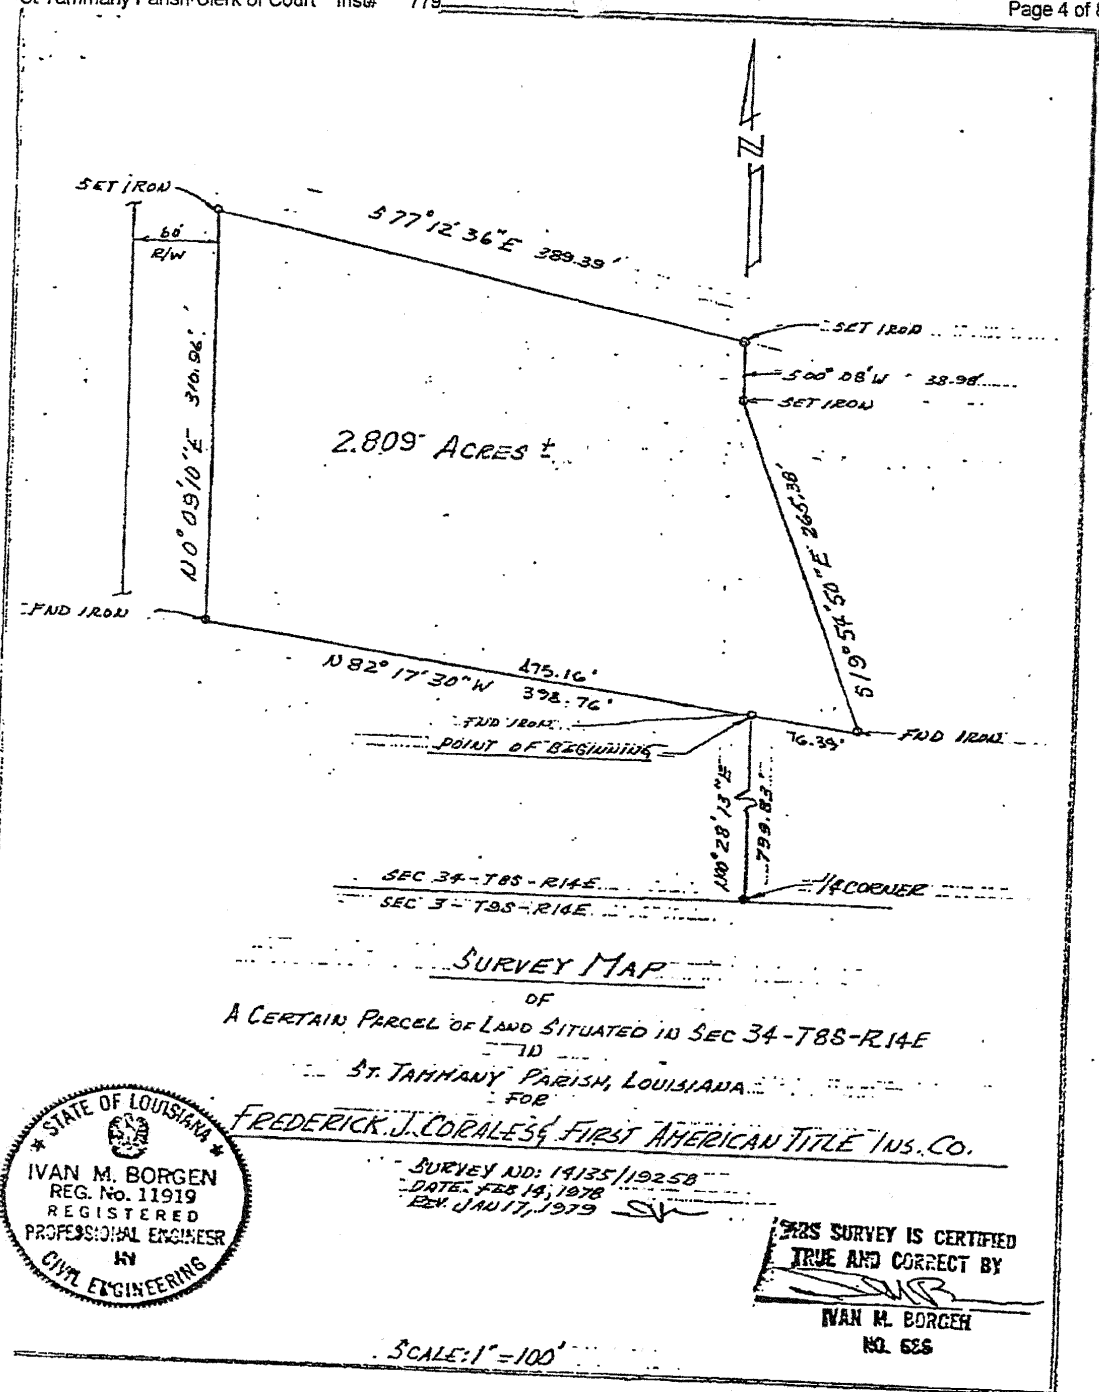 St Tammany Parish Clerk of Court Inst# 779
Page 4 of 8
N
SET IRON
60'
R/W
S 77° 12' 36" E 389.39'
SET IRON
S 00° 08' W 38.98'
SET IRON
N 0° 09' 10" E 310.96'
2.809 ACRES ±
S 19° 54' 50" E 265.38'
FND IRON
N 82° 17' 30" W
475.16'
398.76'
FND IRON
POINT OF BEGINNING
76.39'
FND IRON
N00° 28' 13" E
799.83'
SEC 34-T8S-R14E
1/4 CORNER
SEC 3-T9S-R14E
SURVEY MAP
OF
A CERTAIN PARCEL OF LAND SITUATED IN SEC 34-T8S-R14E
IN
ST. TAMMANY PARISH, LOUISIANA
FOR
FREDERICK J. CORALES & FIRST AMERICAN TITLE INS. CO.
SURVEY NO: 14135/19258
DATE: FEB 14, 1978
REV. JAN 17, 1979
STATE OF LOUISIANA
IVAN M. BORGEN
REG. No. 11919
REGISTERED
PROFESSIONAL ENGINEER
IN
CIVIL ENGINEERING
THIS SURVEY IS CERTIFIED
TRUE AND CORRECT BY
IVAN M. BORGEN
NO. 686
SCALE: 1" = 100'